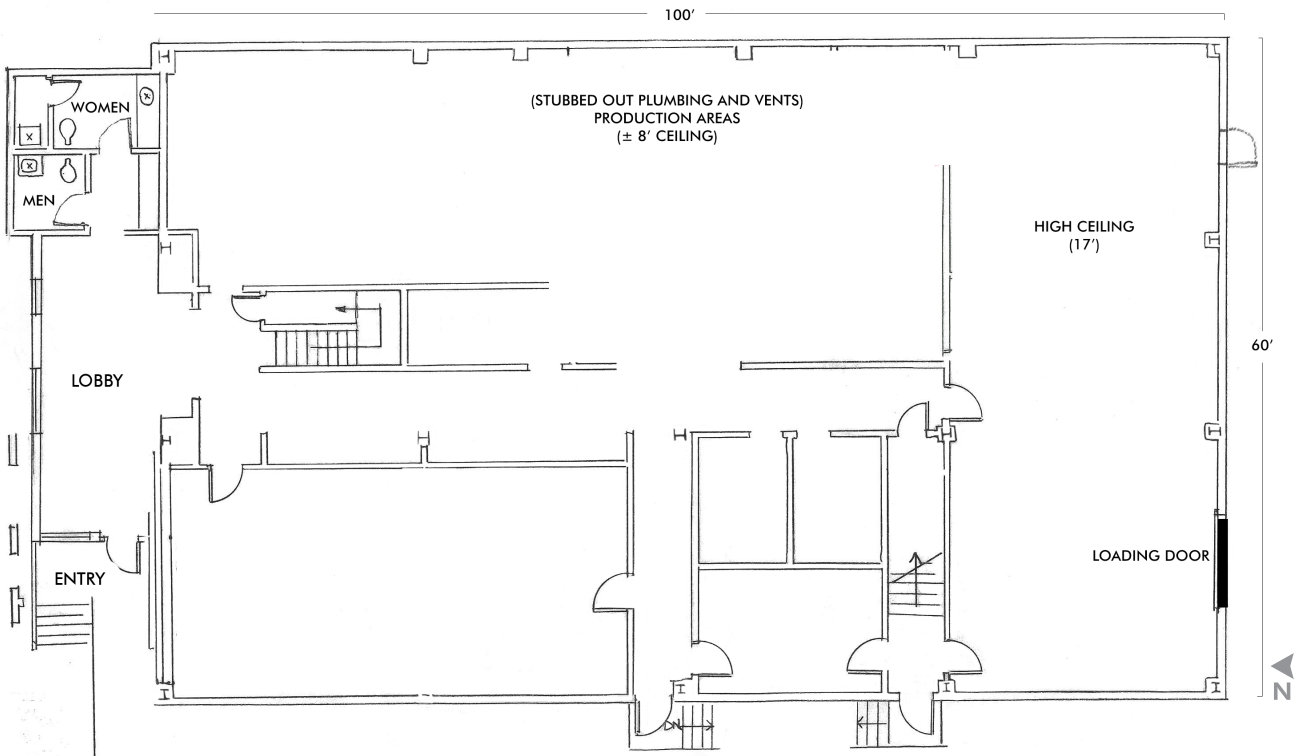 100'
WOMEN
(STUBBED OUT PLUMBING AND VENTS)
PRODUCTION AREAS
(± 8' CEILING)
MEN
HIGH CEILING
(17')
60'
LOBBY
LOADING DOOR
ENTRY
N
DN